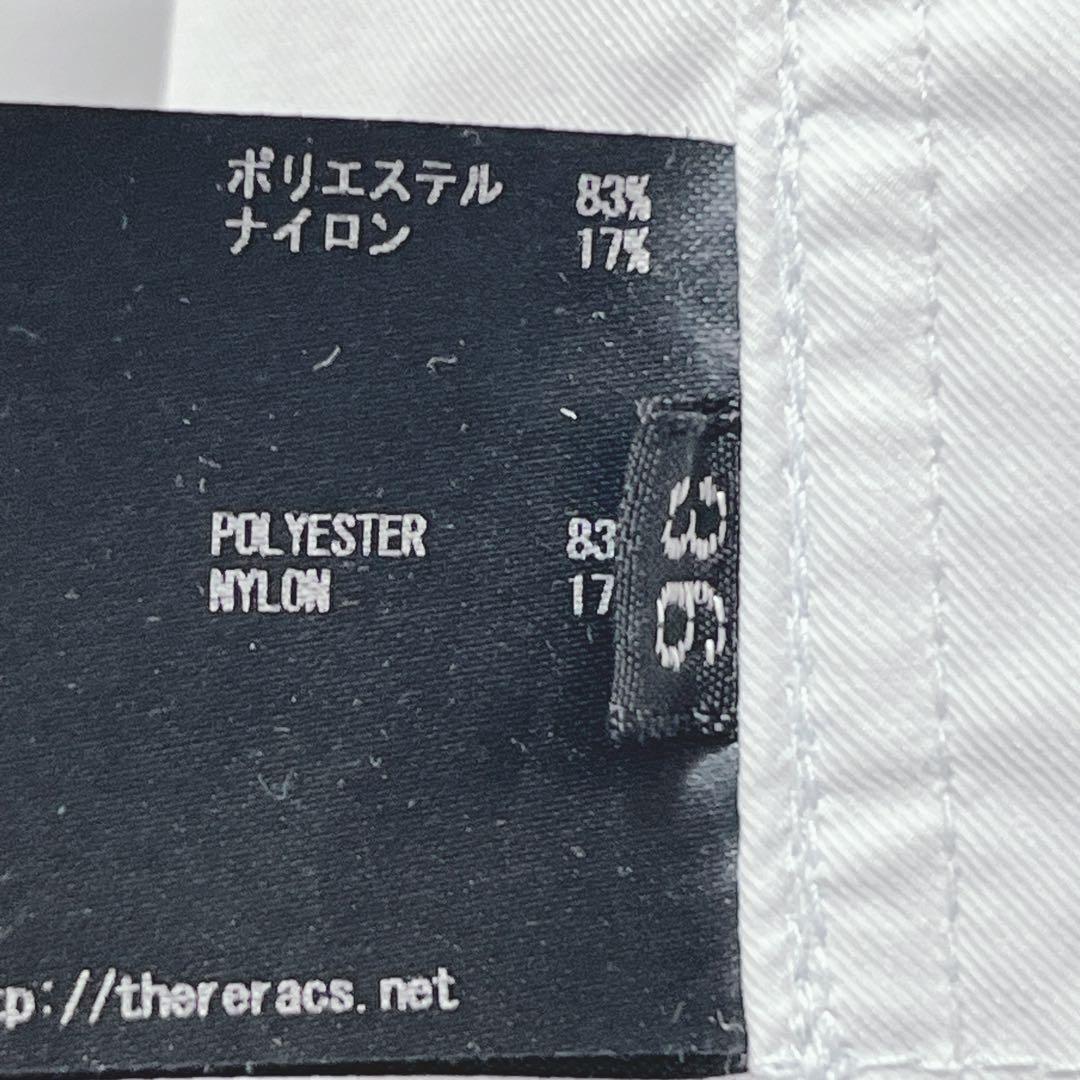 ポリエステル 83%
ナイロン 17%
POLYESTER 83
NYLON 17
36
tp://thereracs.net